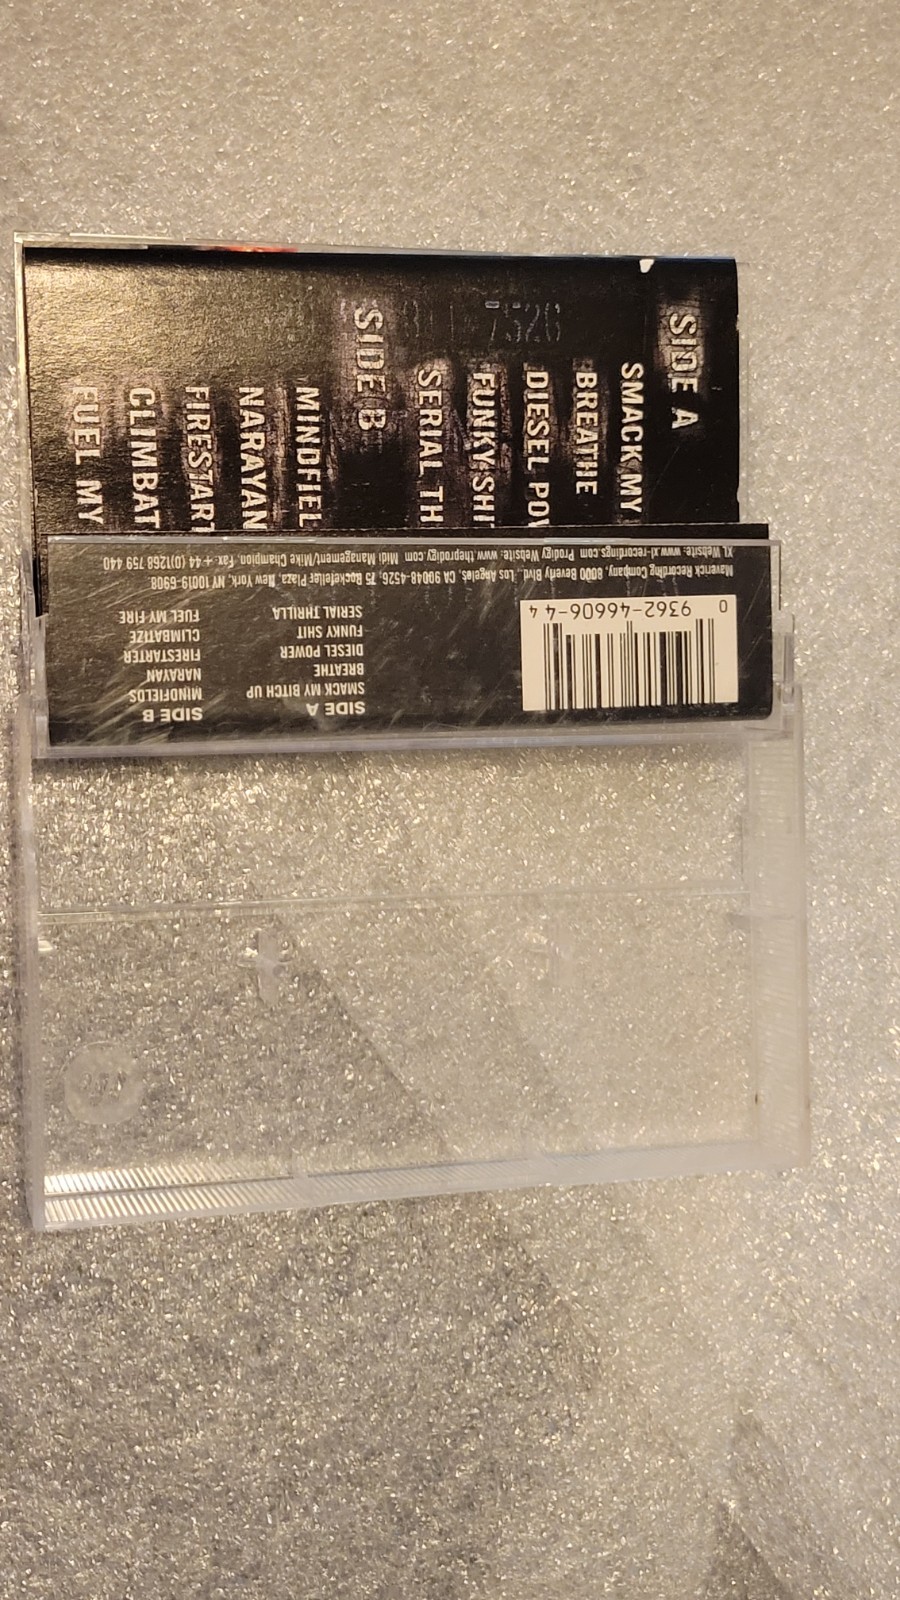 SIDE A
SMACK MY
BREATHE
DIESEL POW
FUNKY SHIT
SERIAL TH
SIDE B
MINDFIEL
NARAYAN
FIRESTART
CLIMBAT
FUEL MY
7526
SIDE A
SMACK MY BITCH UP
BREATHE
DIESEL POWER
FUNKY SHIT
SERIAL THRILLA
SIDE B
MINDFIELDS
NARAYAN
FIRESTARTER
CLIMBATIZE
FUEL MY FIRE
0 9362-46606-4 4
Maverick Recording Company, 8000 Beverly Blvd., Los Angeles, CA 90048-4526, 75 Rockefeller Plaza, New York, NY 10019-6908
XL Website: www.xl-recordings.com Prodigy Website: www.theprodigy.com Midi Management/Mike Champion. Fax. + 44 (0)1268 759 440